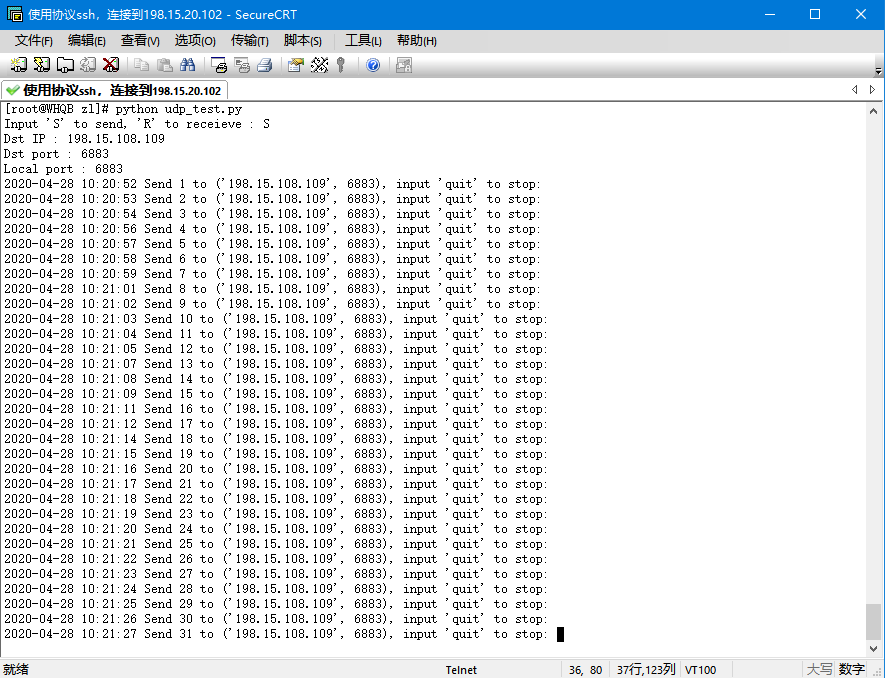 使用协议ssh，连接到198.15.20.102 - SecureCRT
文件(F) 编辑(E) 查看(V) 选项(O) 传输(T) 脚本(S) 工具(L) 帮助(H)
使用协议ssh，连接到198.15.20.102
[root@WHQB zl]# python udp_test.py
Input 'S' to send, 'R' to receieve : S
Dst IP : 198.15.108.109
Dst port : 6883
Local port : 6883
2020-04-28 10:20:52 Send 1 to ('198.15.108.109', 6883), input 'quit' to stop:
2020-04-28 10:20:53 Send 2 to ('198.15.108.109', 6883), input 'quit' to stop:
2020-04-28 10:20:54 Send 3 to ('198.15.108.109', 6883), input 'quit' to stop:
2020-04-28 10:20:56 Send 4 to ('198.15.108.109', 6883), input 'quit' to stop:
2020-04-28 10:20:57 Send 5 to ('198.15.108.109', 6883), input 'quit' to stop:
2020-04-28 10:20:58 Send 6 to ('198.15.108.109', 6883), input 'quit' to stop:
2020-04-28 10:20:59 Send 7 to ('198.15.108.109', 6883), input 'quit' to stop:
2020-04-28 10:21:01 Send 8 to ('198.15.108.109', 6883), input 'quit' to stop:
2020-04-28 10:21:02 Send 9 to ('198.15.108.109', 6883), input 'quit' to stop:
2020-04-28 10:21:03 Send 10 to ('198.15.108.109', 6883), input 'quit' to stop:
2020-04-28 10:21:04 Send 11 to ('198.15.108.109', 6883), input 'quit' to stop:
2020-04-28 10:21:05 Send 12 to ('198.15.108.109', 6883), input 'quit' to stop:
2020-04-28 10:21:07 Send 13 to ('198.15.108.109', 6883), input 'quit' to stop:
2020-04-28 10:21:08 Send 14 to ('198.15.108.109', 6883), input 'quit' to stop:
2020-04-28 10:21:09 Send 15 to ('198.15.108.109', 6883), input 'quit' to stop:
2020-04-28 10:21:11 Send 16 to ('198.15.108.109', 6883), input 'quit' to stop:
2020-04-28 10:21:12 Send 17 to ('198.15.108.109', 6883), input 'quit' to stop:
2020-04-28 10:21:14 Send 18 to ('198.15.108.109', 6883), input 'quit' to stop:
2020-04-28 10:21:15 Send 19 to ('198.15.108.109', 6883), input 'quit' to stop:
2020-04-28 10:21:16 Send 20 to ('198.15.108.109', 6883), input 'quit' to stop:
2020-04-28 10:21:17 Send 21 to ('198.15.108.109', 6883), input 'quit' to stop:
2020-04-28 10:21:18 Send 22 to ('198.15.108.109', 6883), input 'quit' to stop:
2020-04-28 10:21:19 Send 23 to ('198.15.108.109', 6883), input 'quit' to stop:
2020-04-28 10:21:20 Send 24 to ('198.15.108.109', 6883), input 'quit' to stop:
2020-04-28 10:21:21 Send 25 to ('198.15.108.109', 6883), input 'quit' to stop:
2020-04-28 10:21:22 Send 26 to ('198.15.108.109', 6883), input 'quit' to stop:
2020-04-28 10:21:23 Send 27 to ('198.15.108.109', 6883), input 'quit' to stop:
2020-04-28 10:21:24 Send 28 to ('198.15.108.109', 6883), input 'quit' to stop:
2020-04-28 10:21:25 Send 29 to ('198.15.108.109', 6883), input 'quit' to stop:
2020-04-28 10:21:26 Send 30 to ('198.15.108.109', 6883), input 'quit' to stop:
2020-04-28 10:21:27 Send 31 to ('198.15.108.109', 6883), input 'quit' to stop:
就绪 Telnet 36, 80 37行,123列 VT100 大写 数字